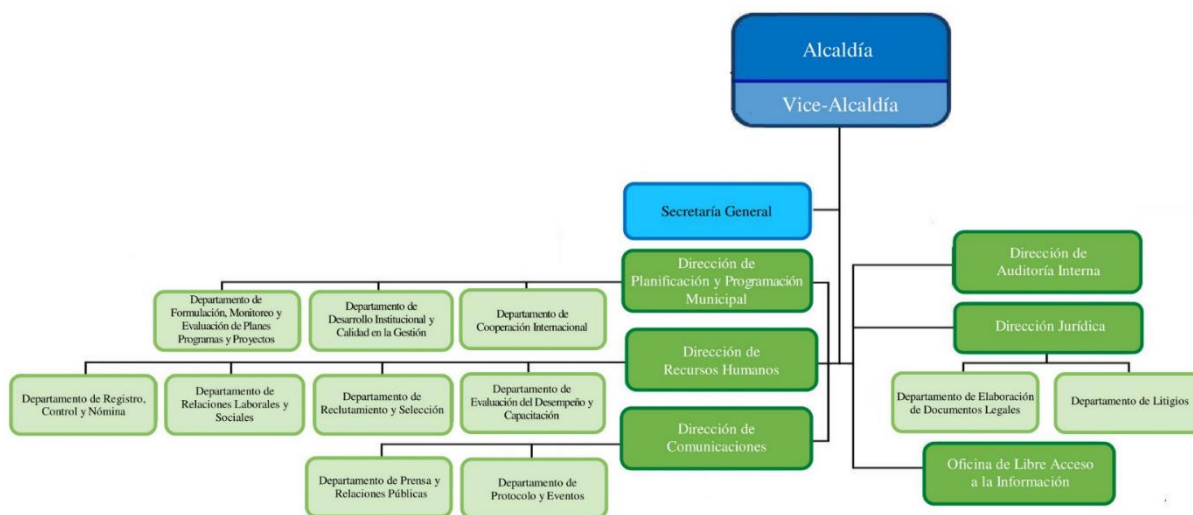 Alcaldía
Vice-Alcaldía
Secretaría General
Dirección de
Planificación y Programación
Municipal
Departamento de
Formulación, Monitoreo y
Evaluación de Planes
Programas y Proyectos
Departamento de
Desarrollo Institucional y
Calidad en la Gestión
Departamento de
Cooperación Internacional
Dirección de
Recursos Humanos
Departamento de Registro,
Control y Nómina
Departamento de
Relaciones Laborales y
Sociales
Departamento de
Reclutamiento y Selección
Departamento de
Evaluación del Desempeño y
Capacitación
Dirección de
Comunicaciones
Departamento de Prensa y
Relaciones Públicas
Departamento de
Protocolo y Eventos
Dirección de
Auditoría Interna
Dirección Jurídica
Departamento de Elaboración
de Documentos Legales
Departamento de Litigios
Oficina de Libre Acceso
a la Información